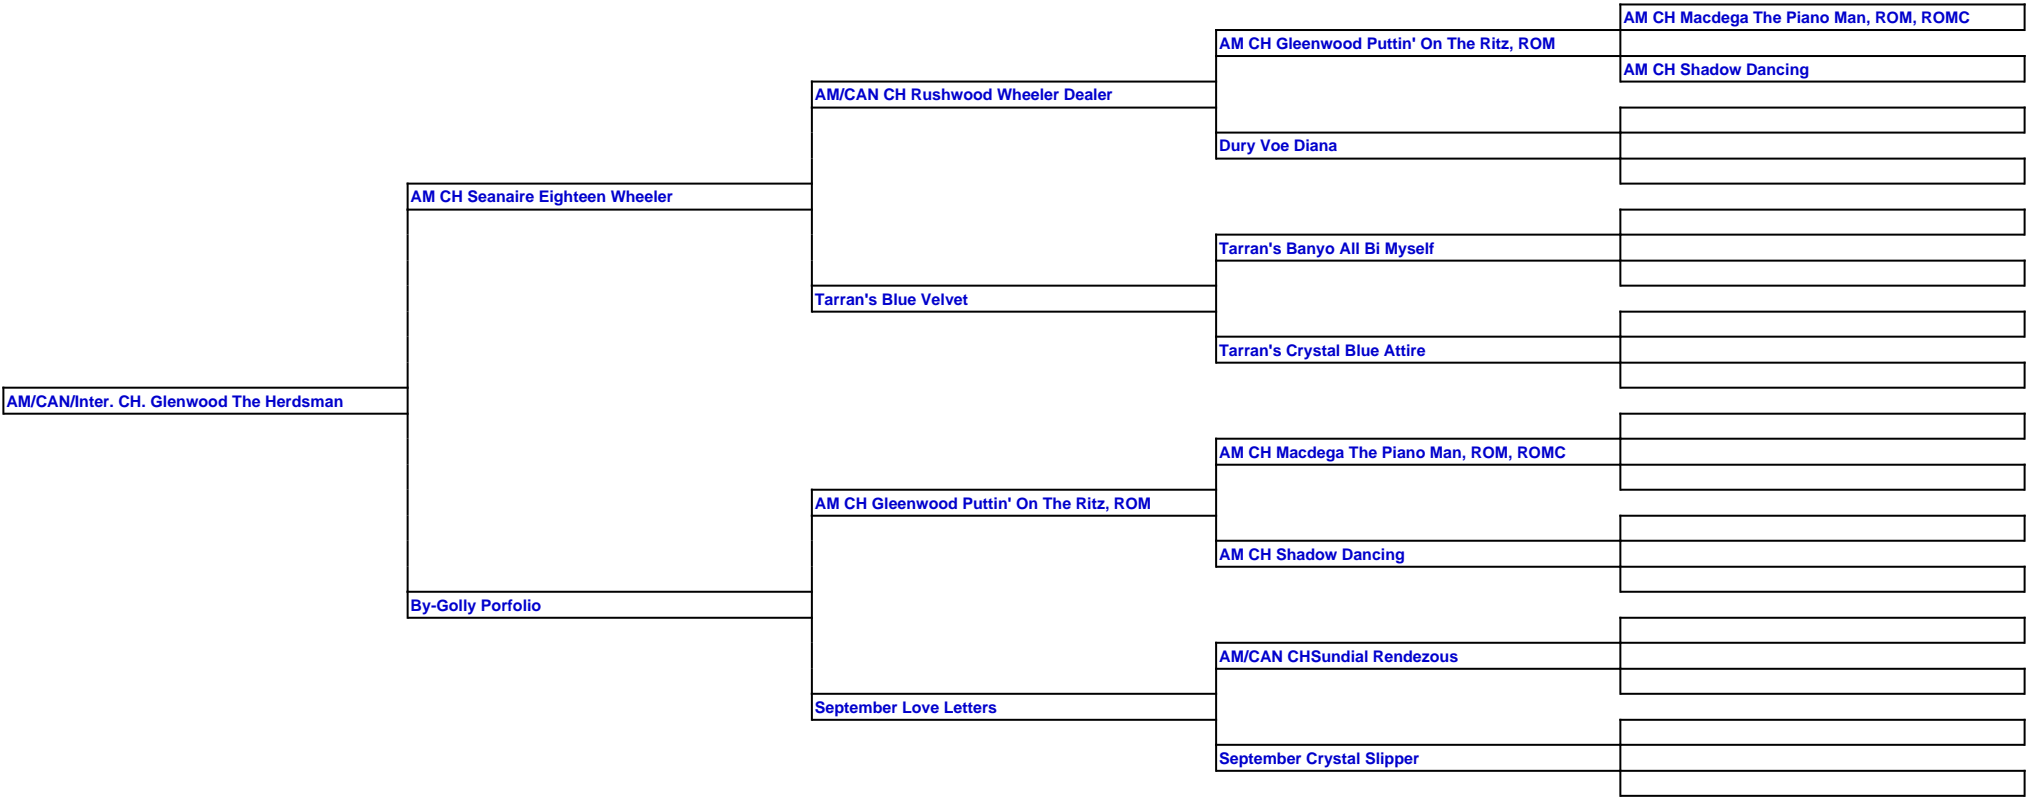 AM CH Macdega The Piano Man, ROM, ROMC
AM CH Gleenwood Puttin' On The Ritz, ROM
AM CH Shadow Dancing
AM/CAN CH Rushwood Wheeler Dealer
Dury Voe Diana
AM CH Seanaire Eighteen Wheeler
Tarran's Banyo All Bi Myself
Tarran's Blue Velvet
Tarran's Crystal Blue Attire
AM/CAN/Inter. CH. Glenwood The Herdsman
AM CH Macdega The Piano Man, ROM, ROMC
AM CH Gleenwood Puttin' On The Ritz, ROM
AM CH Shadow Dancing
By-Golly Porfolio
AM/CAN CHSundial Rendezous
September Love Letters
September Crystal Slipper